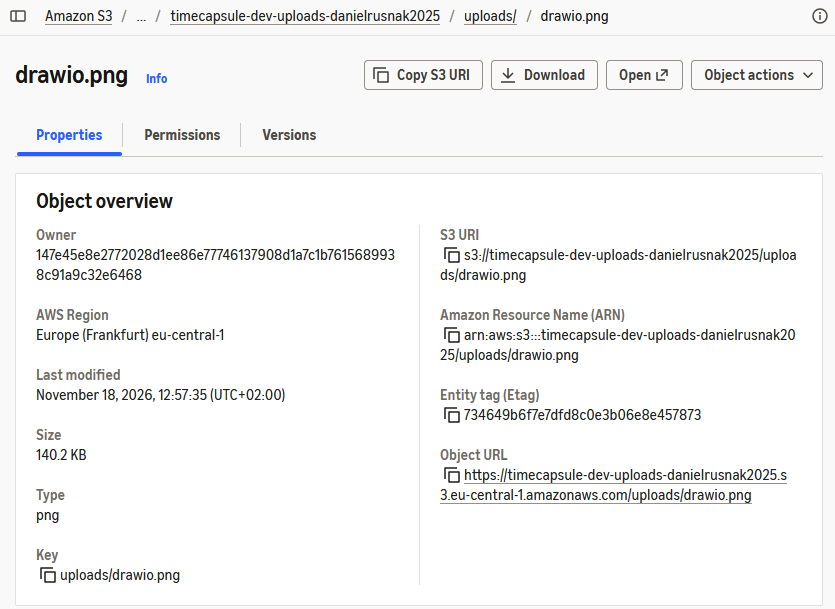 Amazon S3 / ... / timecapsule-dev-uploads-danielrusnak2025 / uploads/ / drawio.png
drawio.png Info
Copy S3 URI Download Open Object actions
Properties Permissions Versions
Object overview
Owner
147e45e8e2772028d1ee86e77746137908d1a7c1b761568993
8c91a9c32e6468
AWS Region
Europe (Frankfurt) eu-central-1
Last modified
November 18, 2026, 12:57:35 (UTC+02:00)
Size
140.2 KB
Type
png
Key
uploads/drawio.png
S3 URI
s3://timecapsule-dev-uploads-danielrusnak2025/uploa
ds/drawio.png
Amazon Resource Name (ARN)
arn:aws:s3:::timecapsule-dev-uploads-danielrusnak20
25/uploads/drawio.png
Entity tag (Etag)
734649b6f7e7dfd8c0e3b06e8e457873
Object URL
https://timecapsule-dev-uploads-danielrusnak2025.s
3.eu-central-1.amazonaws.com/uploads/drawio.png